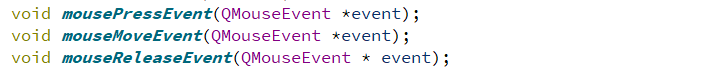 void mousePressEvent(QMouseEvent *event);
void mouseMoveEvent(QMouseEvent *event);
void mouseReleaseEvent(QMouseEvent * event);